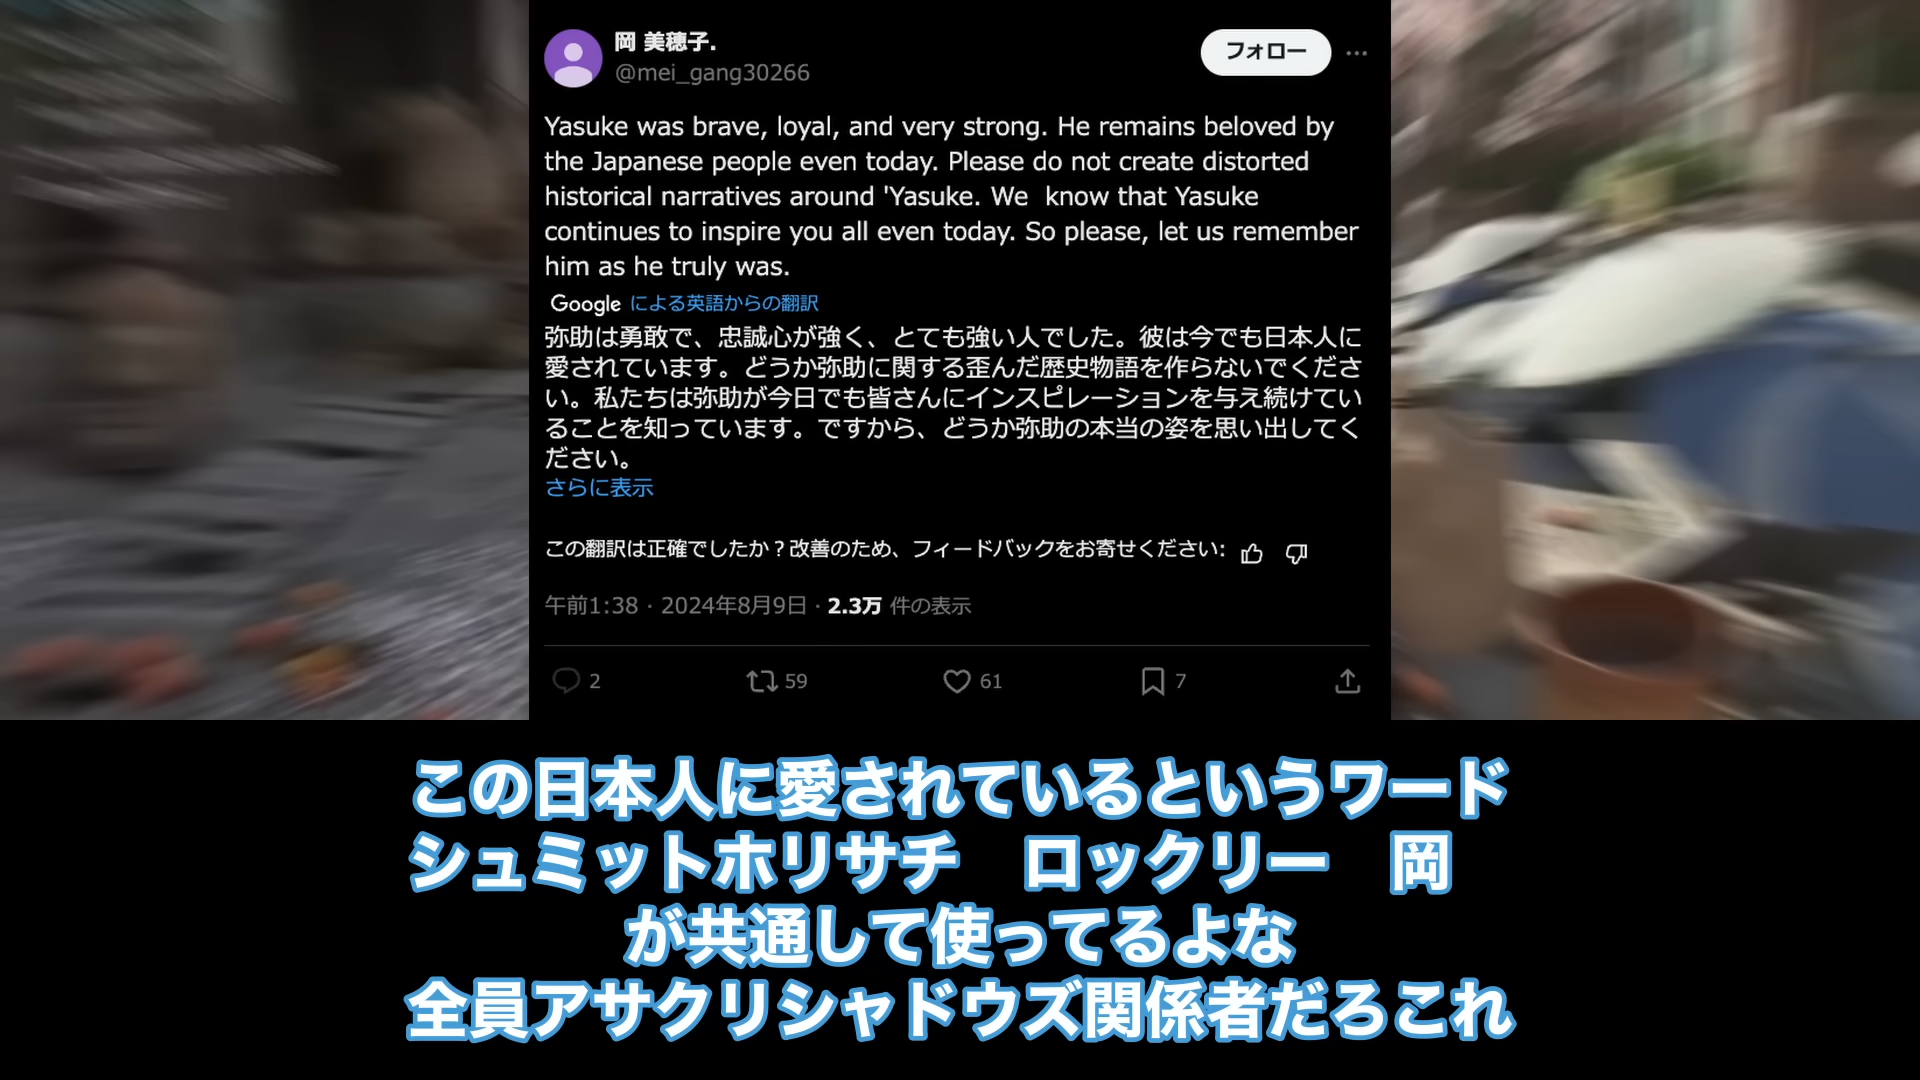 岡 美穂子.
@mei_gang30266
フォロー
Yasuke was brave, loyal, and very strong. He remains beloved by
the Japanese people even today. Please do not create distorted
historical narratives around 'Yasuke. We  know that Yasuke
continues to inspire you all even today. So please, let us remember
him as he truly was.
Google による英語からの翻訳
弥助は勇敢で、忠誠心が強く、とても強い人でした。彼は今でも日本人に
愛されています。どうか弥助に関する歪んだ歴史物語を作らないでくださ
い。私たちは弥助が今日でも皆さんにインスピレーションを与え続けてい
ることを知っています。ですから、どうか弥助の本当の姿を思い出してく
ださい。
さらに表示
この翻訳は正確でしたか？改善のため、フィードバックをお寄せください:
午前1:38 · 2024年8月9日 · 2.3万 件の表示
2 59 61 7
この日本人に愛されているというワード
シュミットホリサチ　ロックリー　岡
が共通して使ってるよな
全員アサクリシャドウズ関係者だろこれ